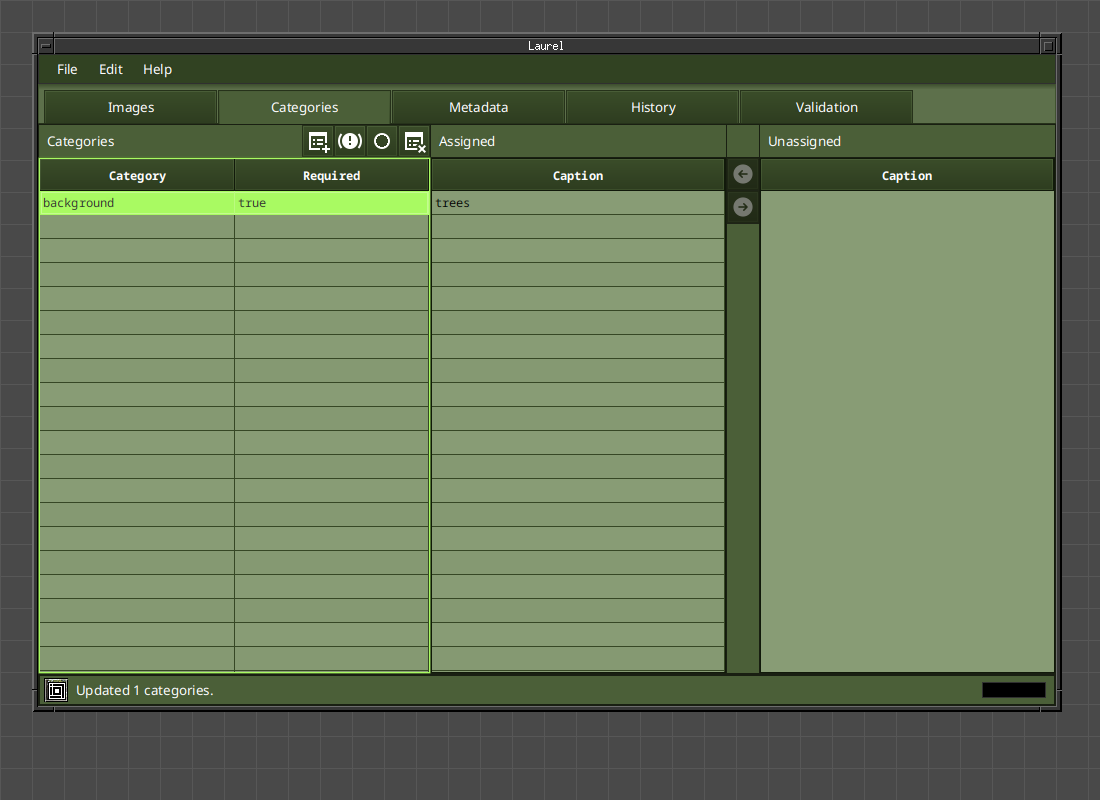 Laurel
File Edit Help
Images Categories Metadata History Validation
Categories Assigned Unassigned
Category Required Caption Caption
background true trees
Updated 1 categories.